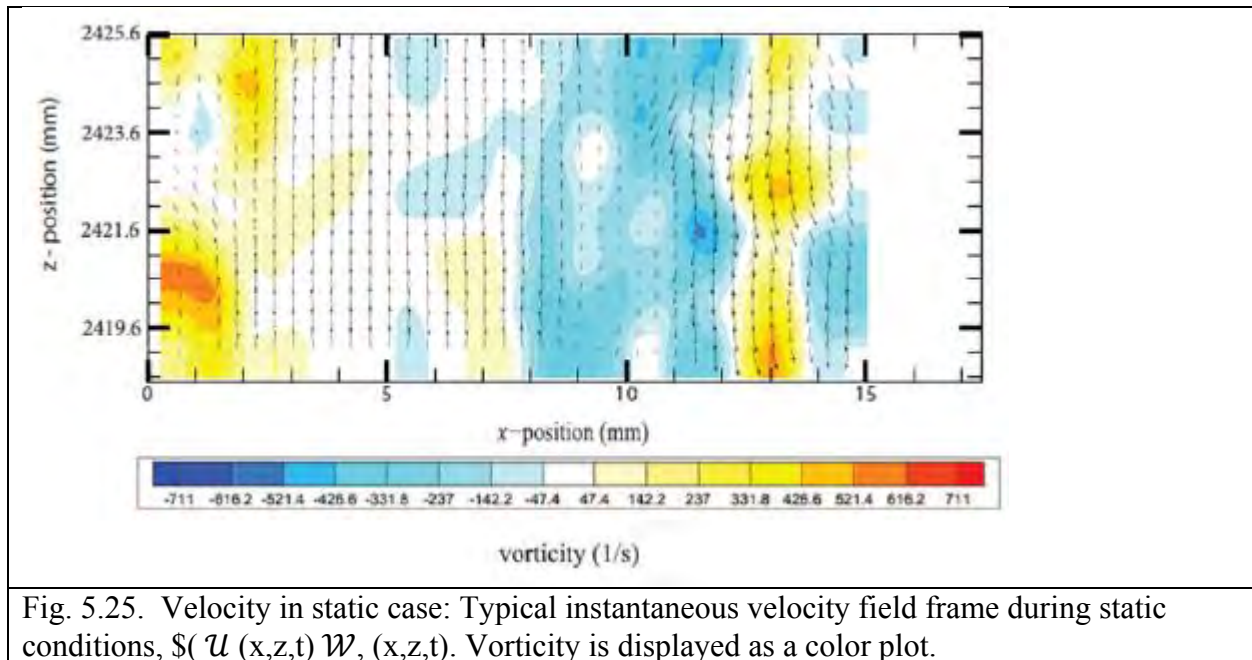 2425.6
2423.6
2421.6
2419.6
z - position (mm)
0 5 10 15
x-position (mm)
-711 -616.2 -521.4 -426.6 -331.8 -237 -142.2 -47.4 47.4 142.2 237 331.8 426.6 521.4 616.2 711
vorticity (1/s)
Fig. 5.25. Velocity in static case: Typical instantaneous velocity field frame during static
conditions, $( 𝒰 (x,z,t) 𝒲, (x,z,t). Vorticity is displayed as a color plot.